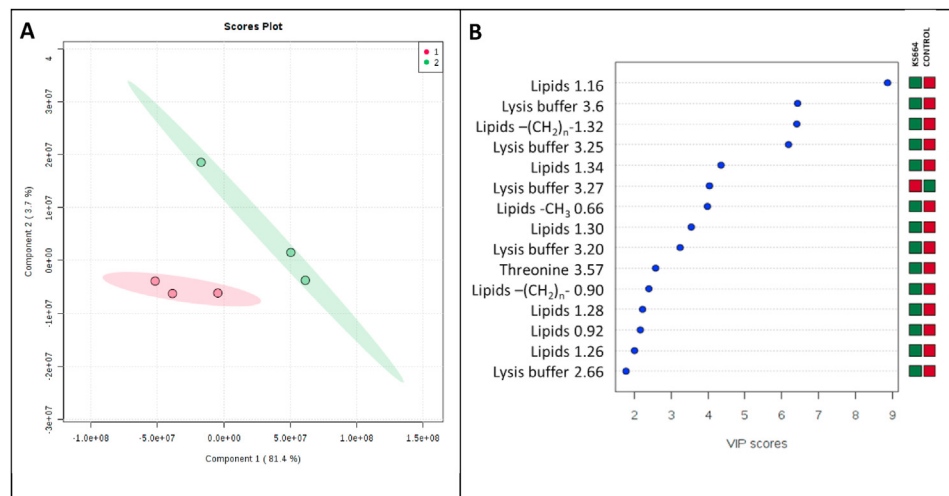 A
Scores Plot
1
2
Component 2 ( 3.7 %)
4
3e+07
2e+07
1e+07
0e+00
-1e+07
-2e+07
-3e+07
-1.0e+08 -5.0e+07 0.0e+00 5.0e+07 1.0e+08 1.5e+08
Component 1 ( 81.4 %)
B
K5664 CONTROL
Lipids 1.16
Lysis buffer 3.6
Lipids –(CH₂)ₙ-1.32
Lysis buffer 3.25
Lipids 1.34
Lysis buffer 3.27
Lipids -CH₃ 0.66
Lipids 1.30
Lysis buffer 3.20
Threonine 3.57
Lipids –(CH₂)ₙ- 0.90
Lipids 1.28
Lipids 0.92
Lipids 1.26
Lysis buffer 2.66
2 3 4 5 6 7 8 9
VIP scores